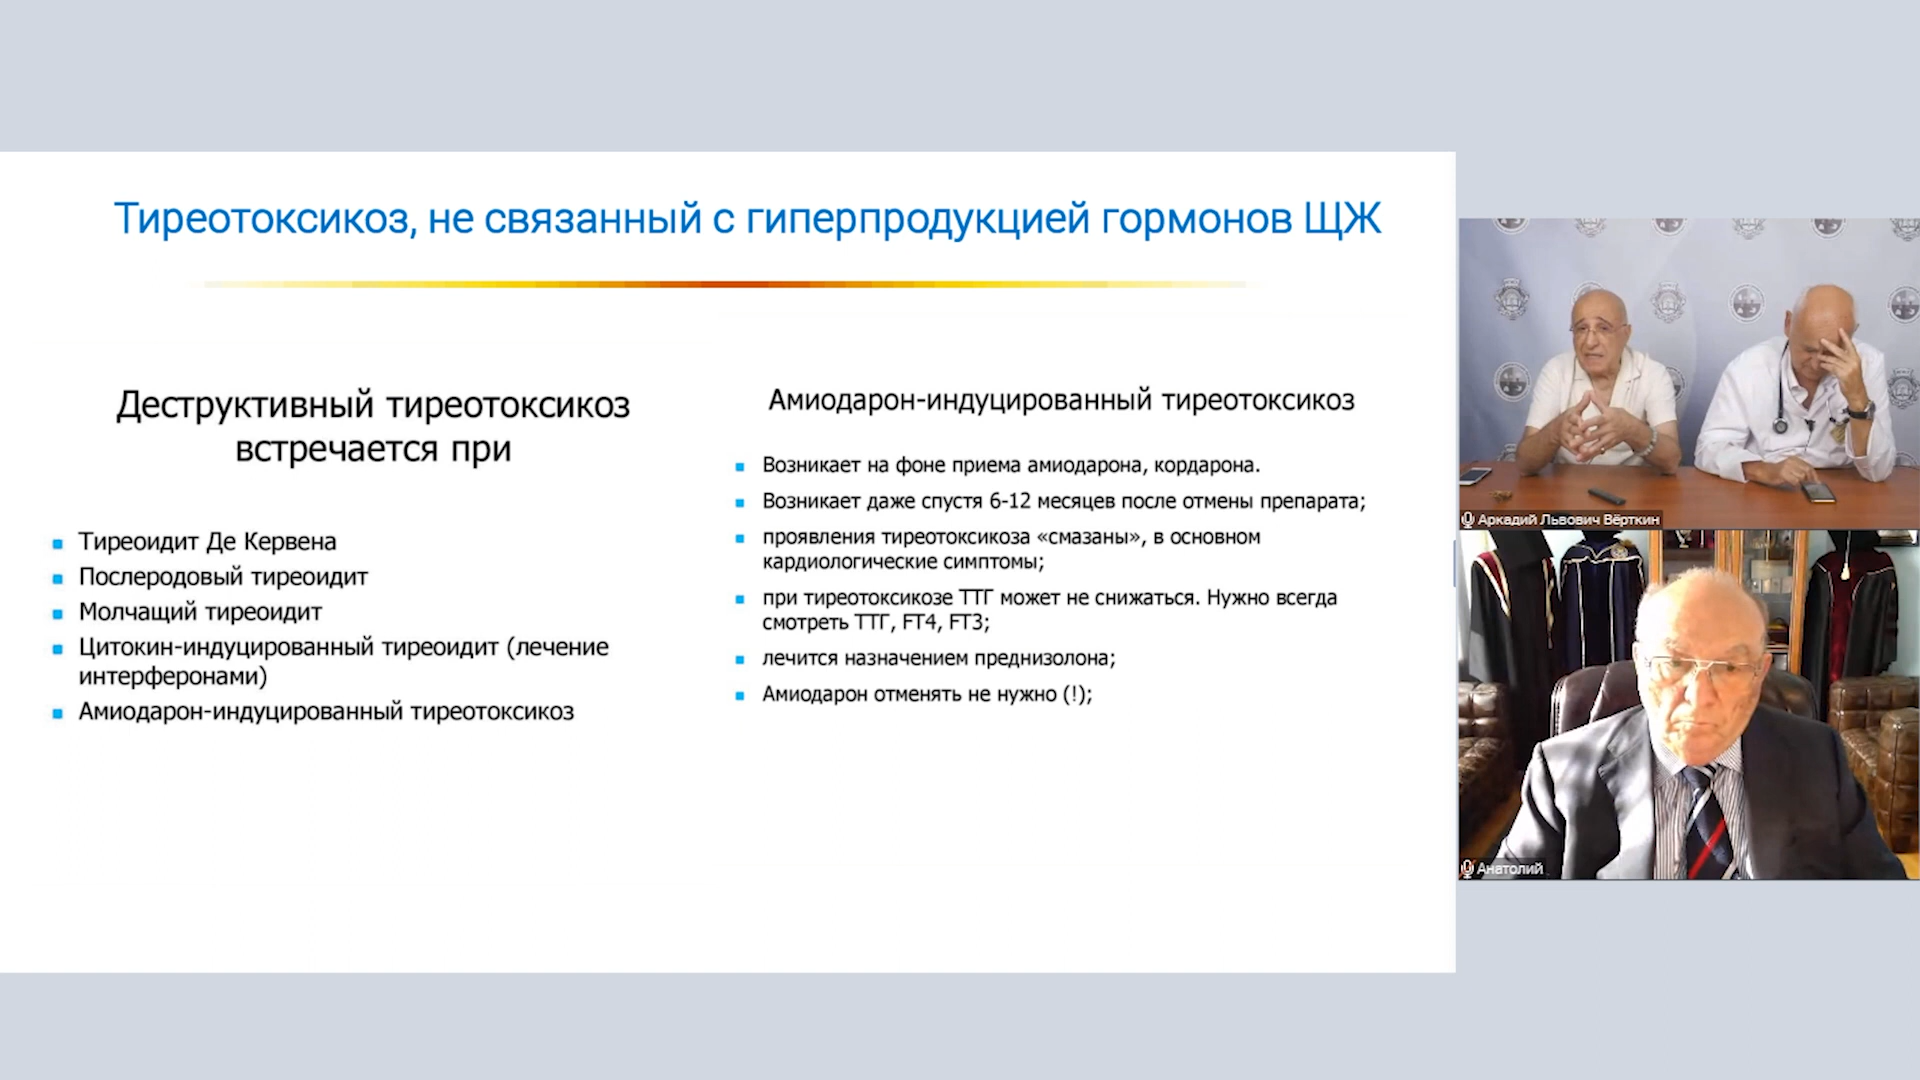 Тиреотоксикоз, не связанный с гиперпродукцией гормонов ЩЖ
Деструктивный тиреотоксикоз
встречается при
Тиреоидит Де Кервена
Послеродовый тиреоидит
Молчащий тиреоидит
Цитокин-индуцированный тиреоидит (лечение
интерферонами)
Амиодарон-индуцированный тиреотоксикоз
Амиодарон-индуцированный тиреотоксикоз
Возникает на фоне приема амиодарона, кордарона.
Возникает даже спустя 6-12 месяцев после отмены препарата;
проявления тиреотоксикоза «смазаны», в основном
кардиологические симптомы;
при тиреотоксикозе ТТГ может не снижаться. Нужно всегда
смотреть ТТГ, FT4, FT3;
лечится назначением преднизолона;
Амиодарон отменять не нужно (!);
Аркадий Львович Вёрткин
Анатолий